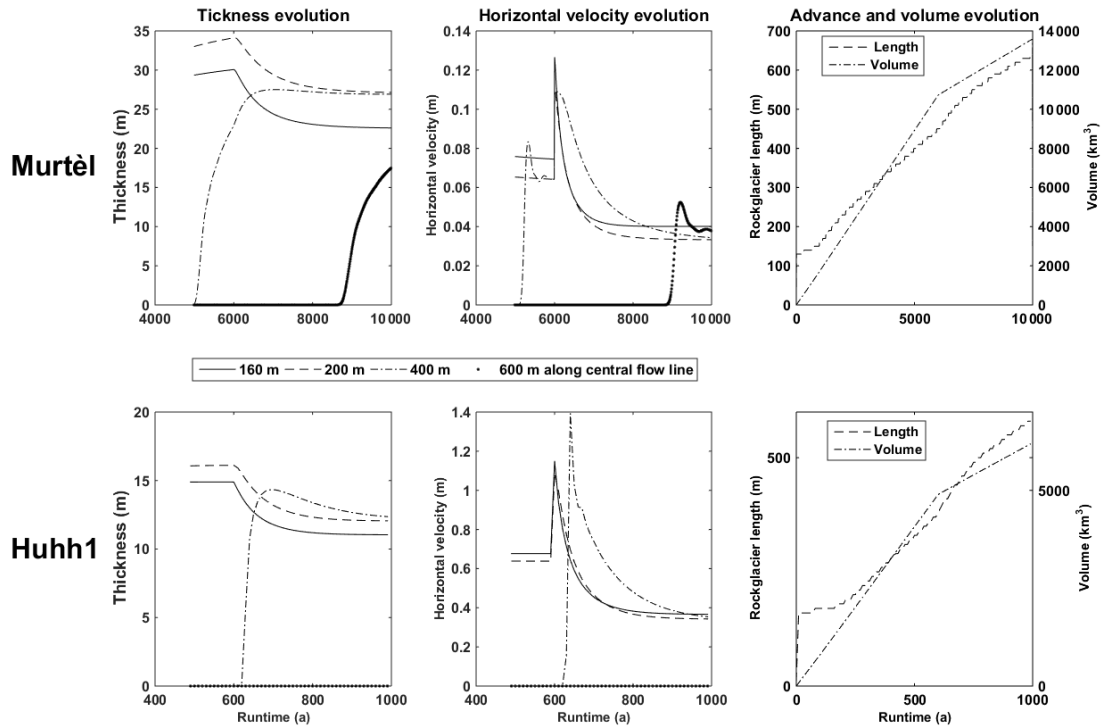 Tickness evolution Horizontal velocity evolution Advance and volume evolution
Murtèl
Thickness (m)
35
30
25
20
15
10
5
0
4000 6000 8000 10 000
Horizontal velocity (m)
0.14
0.12
0.1
0.08
0.06
0.04
0.02
0
4000 6000 8000 10 000
Rockglacier length (m)
700
600
500
400
300
200
100
0
Length
Volume
0 5000 10 000
14 000
12 000
10 000
8000
6000
4000
2000
0
Volume (km³)
160 m 200 m 400 m 600 m along central flow line
Huhh1
Thickness (m)
20
15
10
5
0
400 600 800 1000
Runtime (a)
Horizontal velocity (m)
1.4
1.2
1
0.8
0.6
0.4
0.2
0
400 600 800 1000
Runtime (a)
Rockglacier length (m)
500
0
Length
Volume
0 500 1000
Runtime (a)
5000
0
Volume (km³)